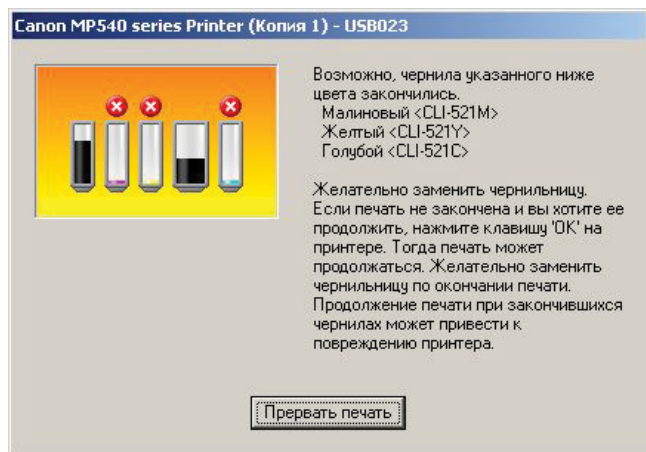 Canon MP540 series Printer (Копия 1) - USB023
Возможно, чернила указанного ниже
цвета закончились.
Малиновый <CLI-521M>
Желтый <CLI-521Y>
Голубой <CLI-521C>
Желательно заменить чернильницу.
Если печать не закончена и вы хотите ее
продолжить, нажмите клавишу 'OK' на
принтере. Тогда печать может
продолжаться. Желательно заменить
чернильницу по окончании печати.
Продолжение печати при закончившихся
чернилах может привести к
повреждению принтера.
Прервать печать